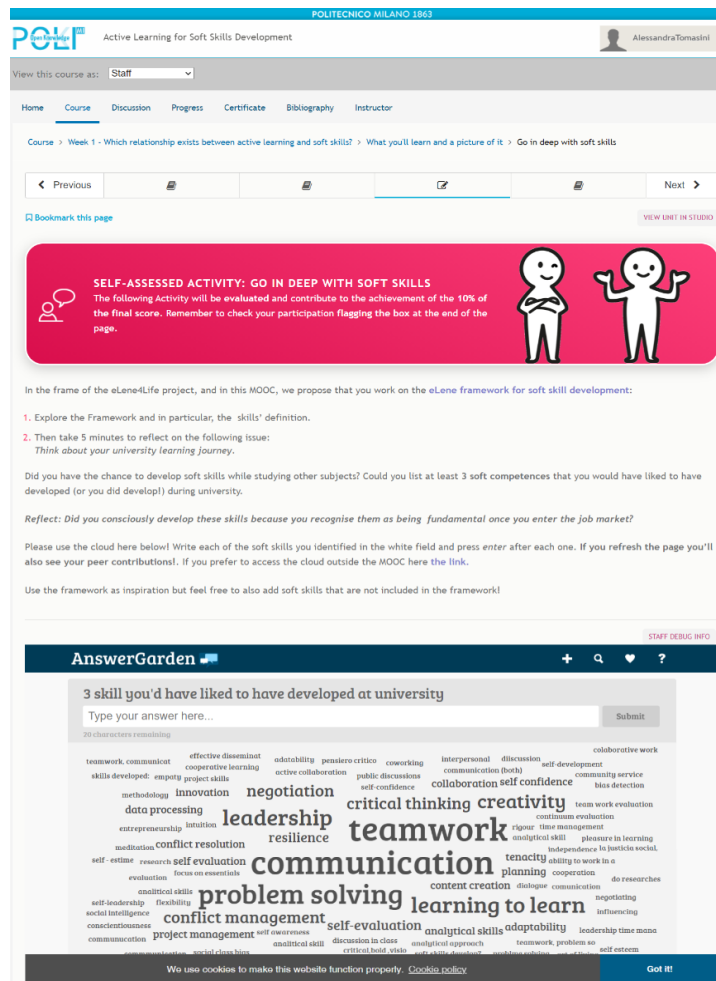 POLITECNICO MILANO 1863
POLI Open Knowledge
Active Learning for Soft Skills Development
AlessandraTomasini
View this course as: Staff
Home Course Discussion Progress Certificate Bibliography Instructor
Course > Week 1 - Which relationship exists between active learning and soft skills? > What you'll learn and a picture of it > Go in deep with soft skills
Previous Next
Bookmark this page
VIEW UNIT IN STUDIO
SELF-ASSESSED ACTIVITY: GO IN DEEP WITH SOFT SKILLS
The following Activity will be evaluated and contribute to the achievement of the 10% of
the final score. Remember to check your participation flagging the box at the end of the
page.
In the frame of the eLene4Life project, and in this MOOC, we propose that you work on the eLene framework for soft skill development:
1. Explore the Framework and in particular, the skills' definition.
2. Then take 5 minutes to reflect on the following issue:
Think about your university learning journey.
Did you have the chance to develop soft skills while studying other subjects? Could you list at least 3 soft competences that you would have liked to have
developed (or you did develop!) during university.
Reflect: Did you consciously develop these skills because you recognise them as being fundamental once you enter the job market?
Please use the cloud here below! Write each of the soft skills you identified in the white field and press enter after each one. If you refresh the page you'll
also see your peer contributions!. If you prefer to access the cloud outside the MOOC here the link.
Use the framework as inspiration but feel free to also add soft skills that are not included in the framework!
STAFF DEBUG INFO
AnswerGarden
3 skill you'd have liked to have developed at university
Type your answer here...
Submit
20 characters remaining
colaborative work
teamwork, communicat effective disseminat adatability pensiero critico coworking interpersonal diiscussion self-development
cooperative learning communication (both)
skills developed: empaty project skills active collaboration public discussions community service
methodology innovation negotiation self-confidence collaboration self confidence bias detection
data processing critical thinking creativity team work evaluation
entrepreneurship intuition leadership teamwork continuum evaluation
rigour time management
meditation conflict resolution resilience analytical skill pleasure in learning
independence la justicia social,
self - estime research self evaluation communication tenacity ability to work in a
evaluation focus on essentials planning cooperation do researches
analitical skills problem solving content creation dialogue comunication
self-leadership flexibility learning to learn negotiating
social intelligence conflict management influencing
conscientiousness self-evaluation analytical skills adaptability leadership time mana
communucation project management self awareness
analitical skill discussion in class analytical approach teamwork, problem so
social class bias critical,bold ,visio self esteem
We use cookies to make this website function properly. Cookie policy Got it!